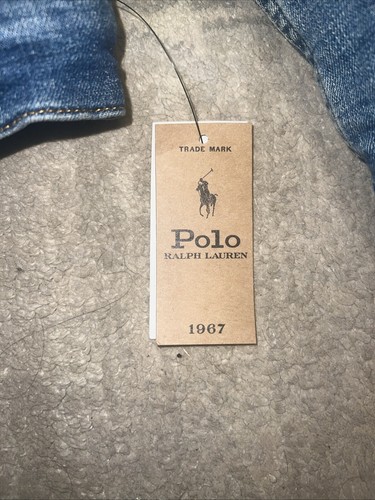 TRADE MARK
Polo
RALPH LAUREN
1967